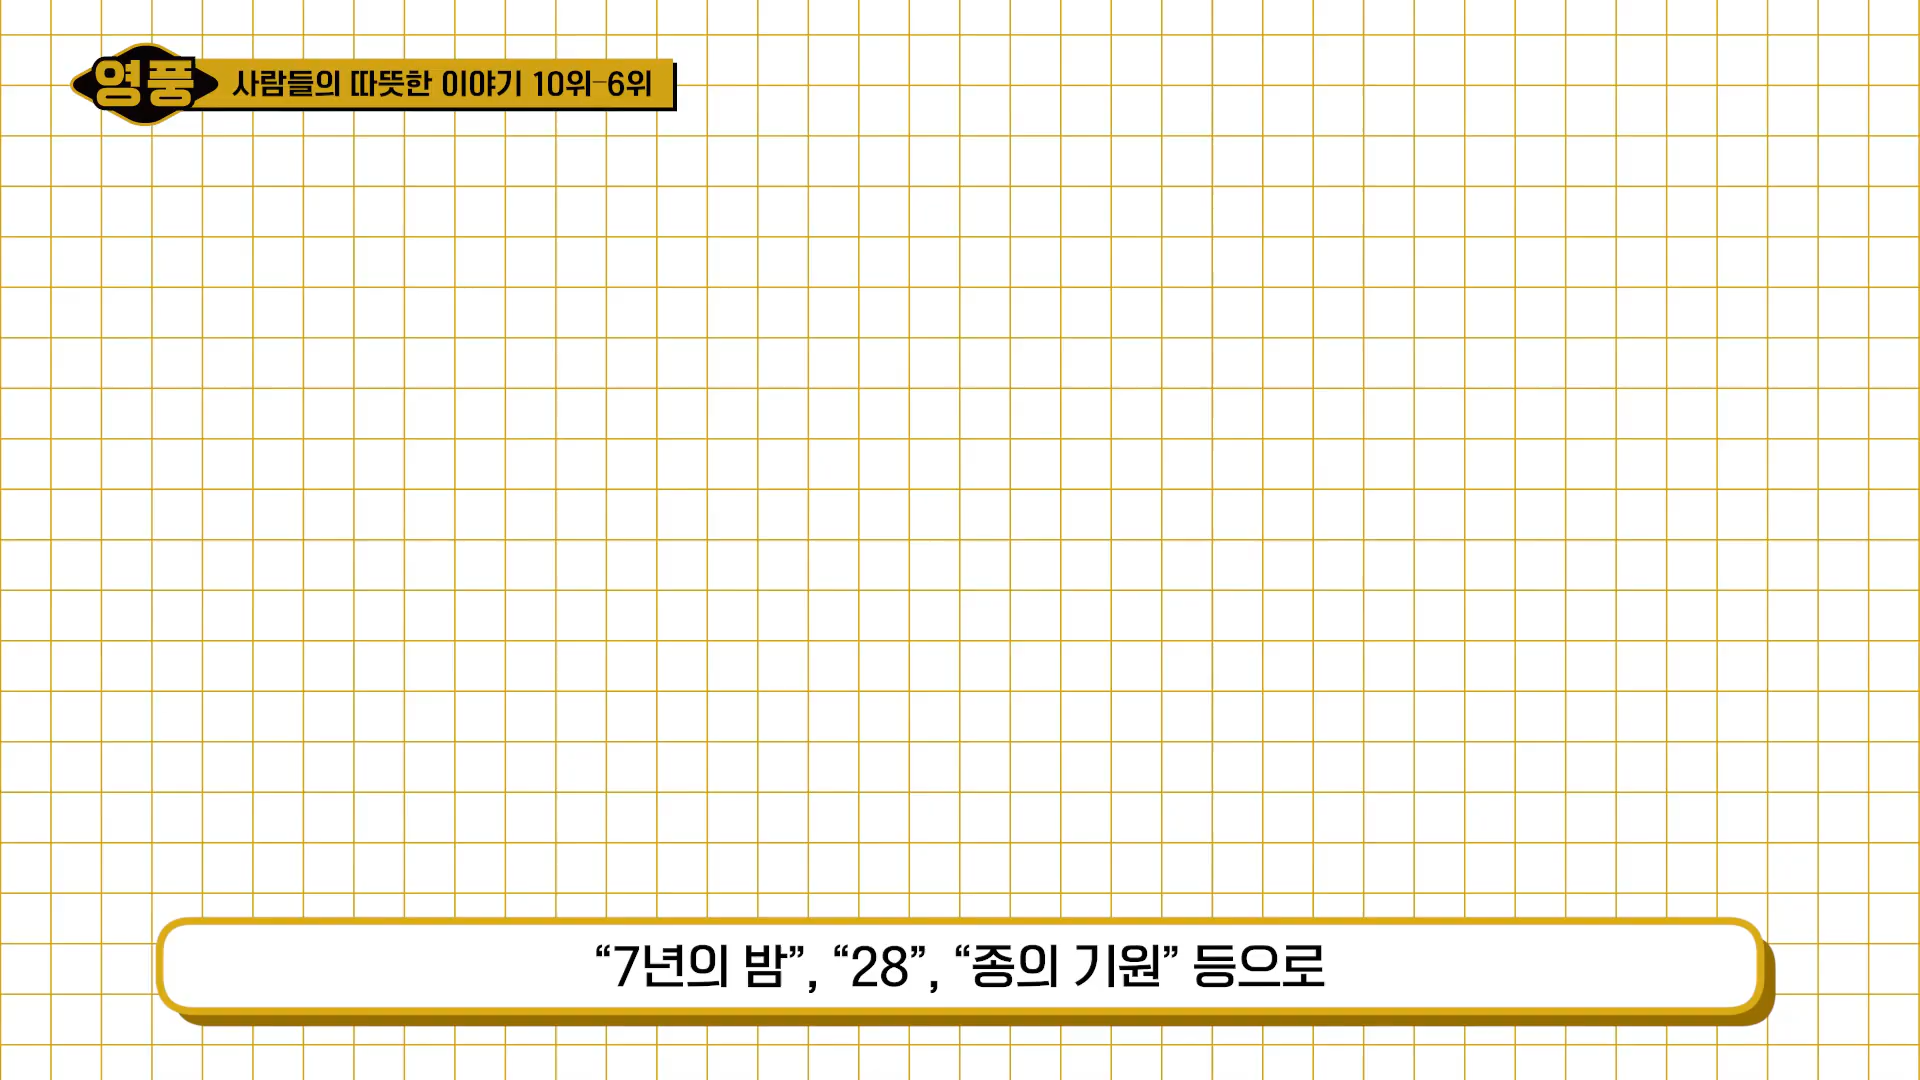 영풍
사람들의 따뜻한 이야기 10위-6위
“7년의 밤”, “28”, “종의 기원” 등으로